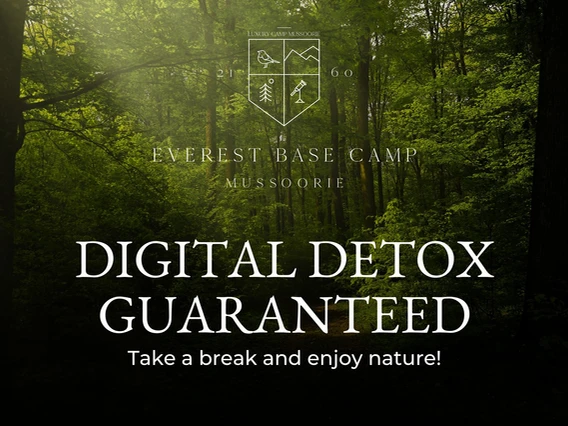 LUXURY CAMP MUSSOORIE
21 60
EVEREST BASE CAMP
MUSSOORIE
DIGITAL DETOX
GUARANTEED
Take a break and enjoy nature!